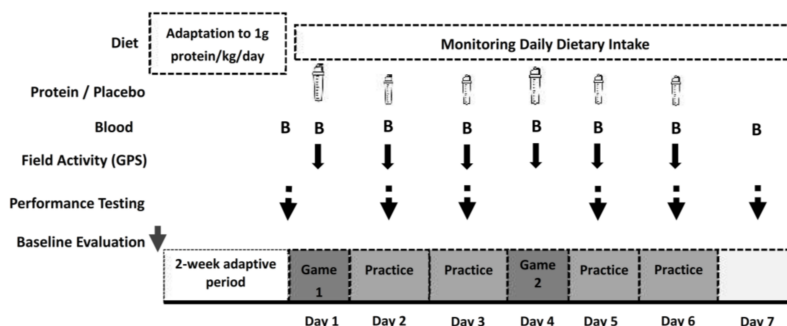 Diet
Adaptation to 1g
protein/kg/day
Monitoring Daily Dietary Intake
Protein / Placebo
Blood B B B B B B B B
Field Activity (GPS)
Performance Testing
Baseline Evaluation
2-week adaptive
period
Game
1
Practice
Practice
Game
2
Practice
Practice
Day 1 Day 2 Day 3 Day 4 Day 5 Day 6 Day 7